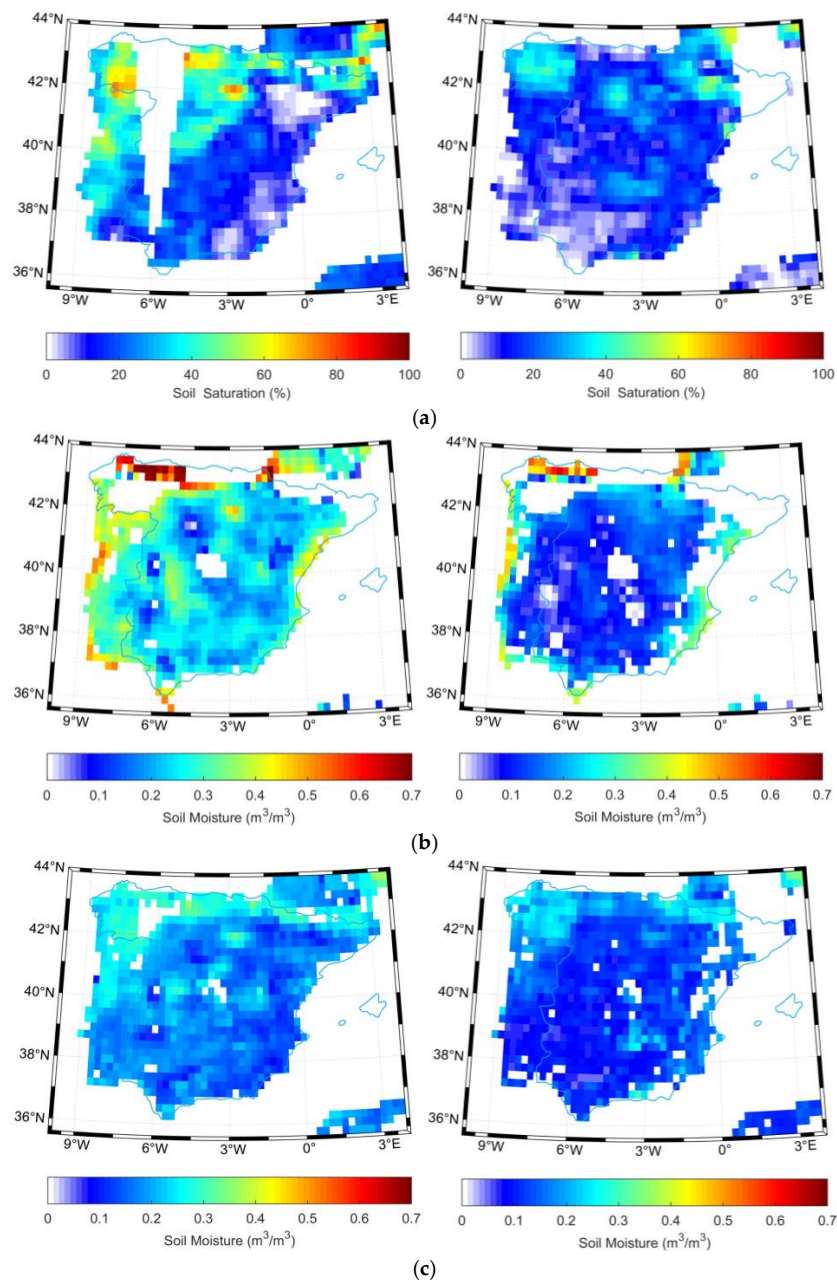 44°N
42°N
40°N
38°N
36°N
9°W 6°W 3°W 0° 3°E
0 20 40 60 80 100
Soil Saturation (%)
44°N
42°N
40°N
38°N
36°N
9°W 6°W 3°W 0° 3°E
0 20 40 60 80 100
Soil Saturation (%)
(a)
44°N
42°N
40°N
38°N
36°N
9°W 6°W 3°W 0° 3°E
0 0.1 0.2 0.3 0.4 0.5 0.6 0.7
Soil Moisture (m³/m³)
44°N
42°N
40°N
38°N
36°N
9°W 6°W 3°W 0° 3°E
0 0.1 0.2 0.3 0.4 0.5 0.6 0.7
Soil Moisture (m³/m³)
(b)
44°N
42°N
40°N
38°N
36°N
9°W 6°W 3°W 0° 3°E
0 0.1 0.2 0.3 0.4 0.5 0.6 0.7
Soil Moisture (m³/m³)
44°N
42°N
40°N
38°N
36°N
9°W 6°W 3°W 0° 3°E
0 0.1 0.2 0.3 0.4 0.5 0.6 0.7
Soil Moisture (m³/m³)
(c)